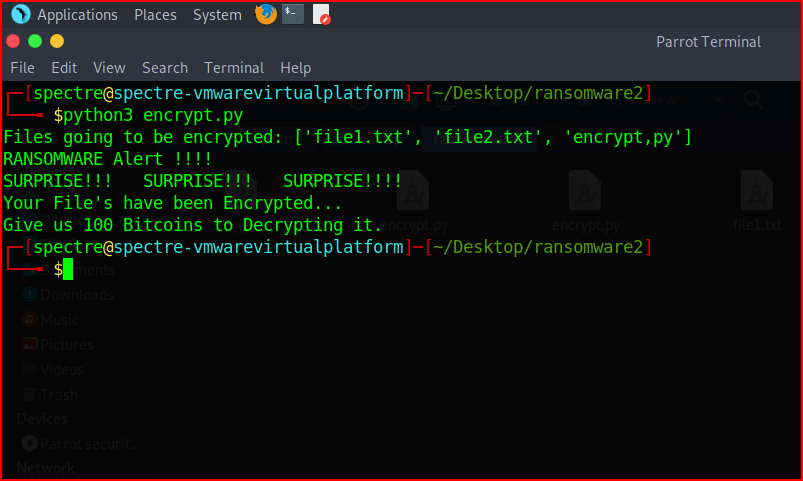 Applications Places System
Parrot Terminal
File Edit View Search Terminal Help
┌─[spectre@spectre-vmwarevirtualplatform]─[~/Desktop/ransomware2]
└──╼ $python3 encrypt.py
Files going to be encrypted: ['file1.txt', 'file2.txt', 'encrypt,py']
RANSOMWARE Alert !!!!
SURPRISE!!! SURPRISE!!! SURPRISE!!!!
Your File's have been Encrypted...
Give us 100 Bitcoins to Decrypting it.
┌─[spectre@spectre-vmwarevirtualplatform]─[~/Desktop/ransomware2]
└──╼ $
encrypt.py encrypt,py file1.txt
Downloads
Music
Pictures
Videos
Trash
Devices
Parrot securit...
Network